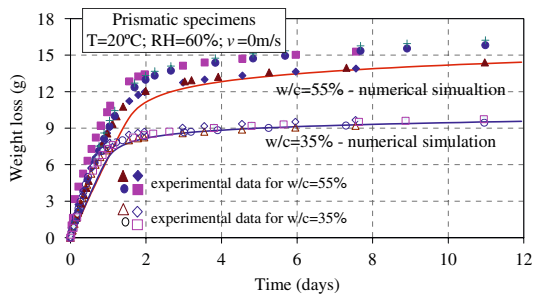 Prismatic specimens
T=20ºC; RH=60%; v=0m/s
18
15
12
9
6
3
0
Weight loss (g)
w/c=55% - numerical simualtion
w/c=35% - numerical simulation
experimental data for w/c=55%
experimental data for w/c=35%
0
2
4
6
8
10
12
Time (days)